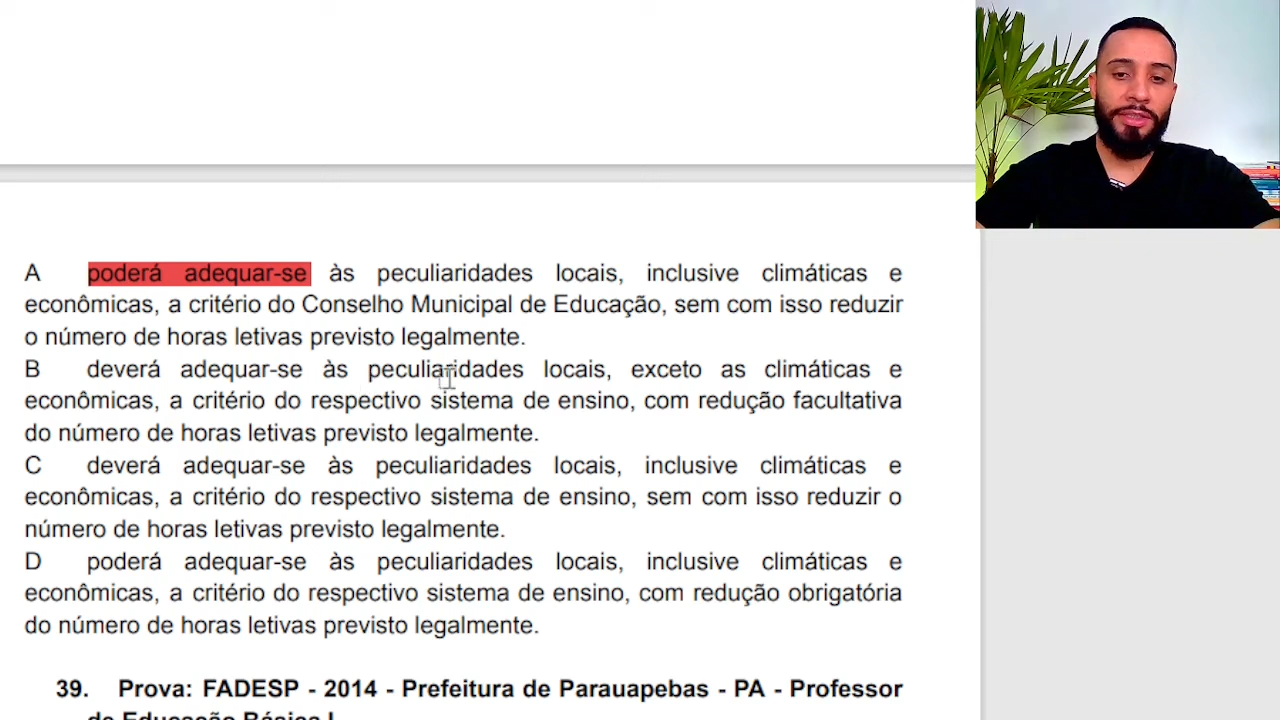 A poderá adequar-se às peculiaridades locais, inclusive climáticas e
econômicas, a critério do Conselho Municipal de Educação, sem com isso reduzir
o número de horas letivas previsto legalmente.
B deverá adequar-se às peculiaridades locais, exceto as climáticas e
econômicas, a critério do respectivo sistema de ensino, com redução facultativa
do número de horas letivas previsto legalmente.
C deverá adequar-se às peculiaridades locais, inclusive climáticas e
econômicas, a critério do respectivo sistema de ensino, sem com isso reduzir o
número de horas letivas previsto legalmente.
D poderá adequar-se às peculiaridades locais, inclusive climáticas e
econômicas, a critério do respectivo sistema de ensino, com redução obrigatória
do número de horas letivas previsto legalmente.
39. Prova: FADESP - 2014 - Prefeitura de Parauapebas - PA - Professor
de Educação Básica I